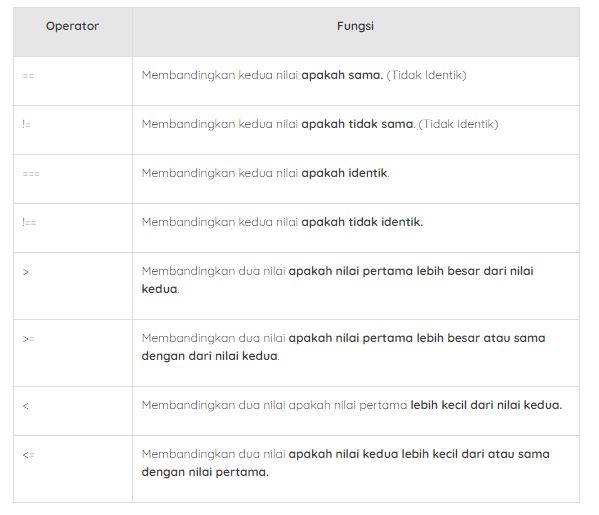 Operator Fungsi
== Membandingkan kedua nilai apakah sama. (Tidak Identik)
!= Membandingkan kedua nilai apakah tidak sama. (Tidak Identik)
=== Membandingkan kedua nilai apakah identik.
!== Membandingkan kedua nilai apakah tidak identik.
> Membandingkan dua nilai apakah nilai pertama lebih besar dari nilai
kedua.
>= Membandingkan dua nilai apakah nilai pertama lebih besar atau sama
dengan dari nilai kedua.
< Membandingkan dua nilai apakah nilai pertama lebih kecil dari nilai kedua.
<= Membandingkan dua nilai apakah nilai kedua lebih kecil dari atau sama
dengan nilai pertama.